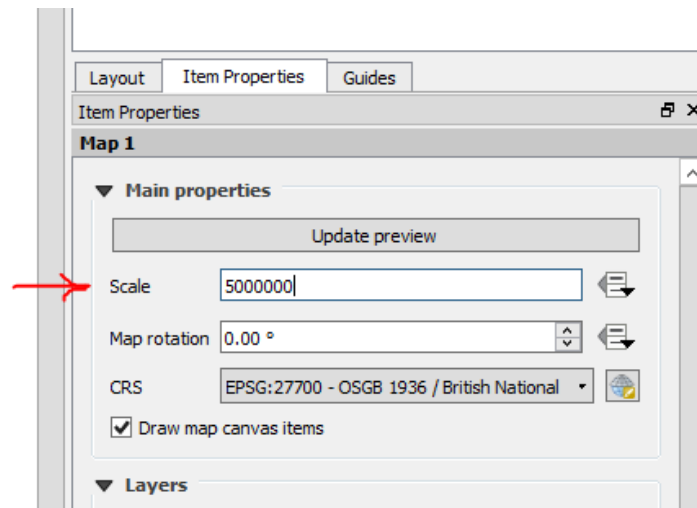 Layout Item Properties Guides
Item Properties
Map 1
Main properties
Update preview
Scale 5000000
Map rotation 0.00 °
CRS EPSG:27700 - OSGB 1936 / British National
Draw map canvas items
Layers